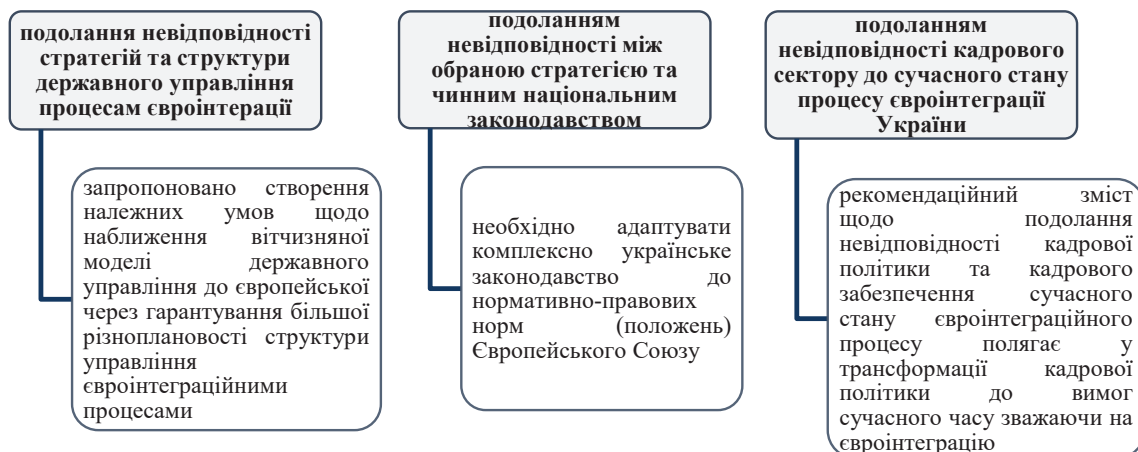 подолання невідповідності
стратегій та структури
державного управління
процесам євроінтерації
запропоновано створення
належних умов щодо
наближення вітчизняної
моделі державного
управління до європейської
через гарантування більшої
різноплановості структури
управління
євроінтеграційними
процесами
подоланням
невідповідності між
обраною стратегією та
чинним національним
законодавством
необхідно адаптувати
комплексно українське
законодавство до
нормативно-правових
норм (положень)
Європейського Союзу
подоланням
невідповідності кадрового
сектору до сучасного стану
процесу євроінтеграції
України
рекомендаційний зміст
щодо подолання
невідповідності кадрової
політики та кадрового
забезпечення сучасного
стану євроінтеграційного
процесу полягає у
трансформації кадрової
політики до вимог
сучасного часу зважаючи на
євроінтеграцію